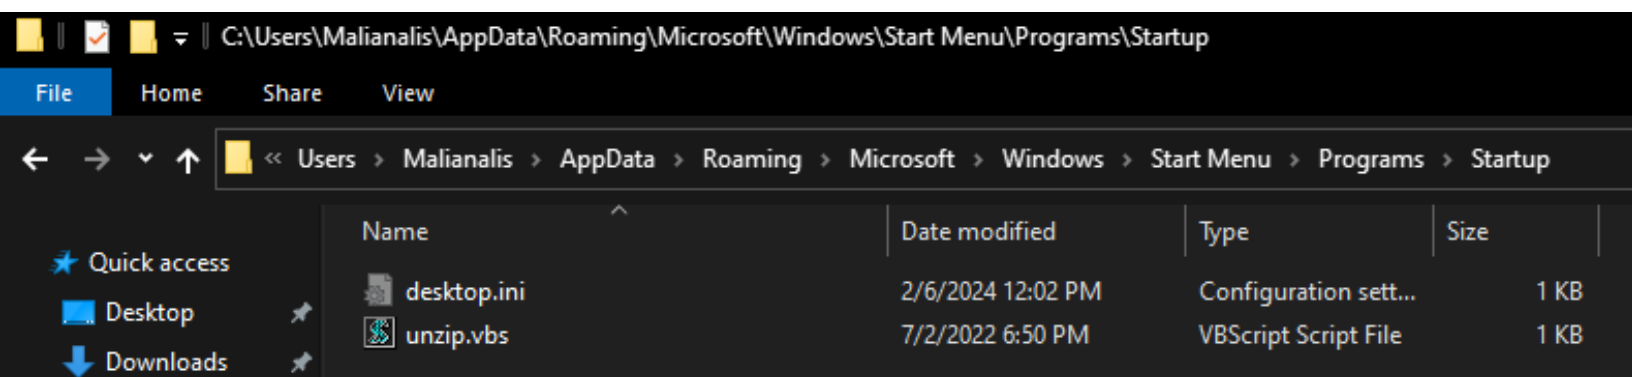 C:\Users\Malianalis\AppData\Roaming\Microsoft\Windows\Start Menu\Programs\Startup
File Home Share View
« Users > Malianalis > AppData > Roaming > Microsoft > Windows > Start Menu > Programs > Startup
Name Date modified Type Size
Quick access
desktop.ini 2/6/2024 12:02 PM Configuration sett... 1 KB
Desktop
unzip.vbs 7/2/2022 6:50 PM VBScript Script File 1 KB
Downloads